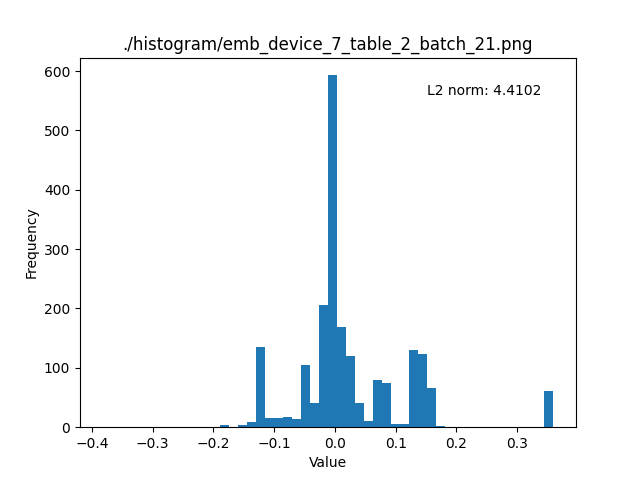 ./histogram/emb_device_7_table_2_batch_21.png
L2 norm: 4.4102
600
500
400
300
200
100
0
Frequency
−0.4 −0.3 −0.2 −0.1 0.0 0.1 0.2 0.3
Value